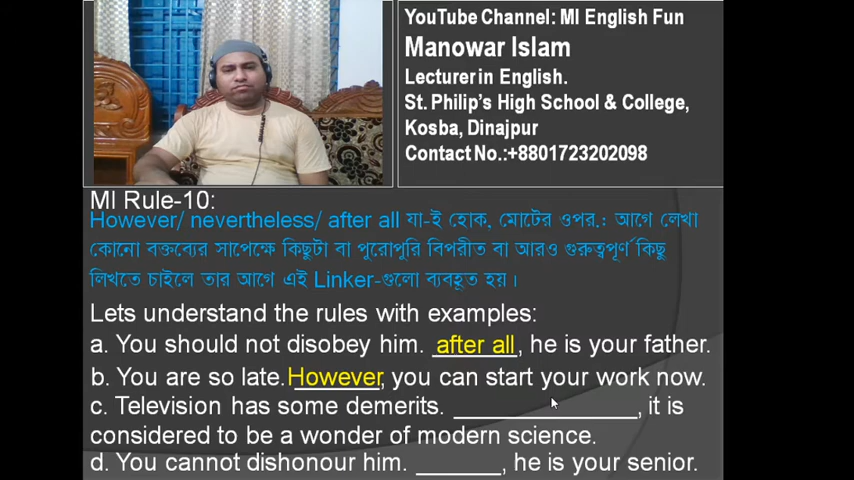 YouTube Channel: MI English Fun
Manowar Islam
Lecturer in English.
St. Philip's High School & College,
Kosba, Dinajpur
Contact No.:+8801723202098
MI Rule-10:
However/ nevertheless/ after all যা-ই হোক, মোটের ওপর.: আগে লেখা
কোনো বক্তব্যের সাপেক্ষে কিছুটা বা পুরোপুরি বিপরীত বা আরও গুরুত্বপূর্ণ কিছু
লিখতে চাইলে তার আগে এই Linker-গুলো ব্যবহৃত হয়।
Lets understand the rules with examples:
a. You should not disobey him. after all, he is your father.
b. You are so late. However, you can start your work now.
c. Television has some demerits. ______________, it is
considered to be a wonder of modern science.
d. You cannot dishonour him. _______, he is your senior.